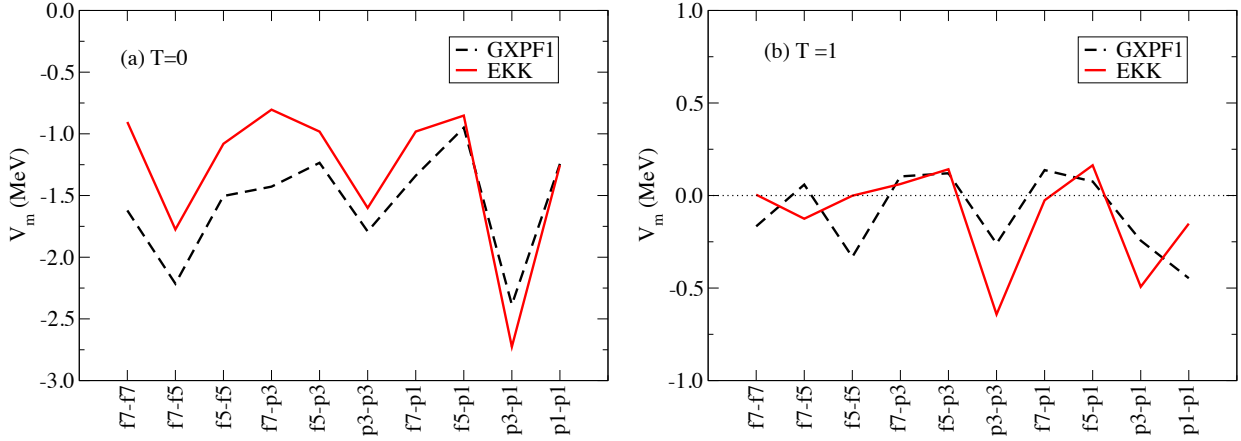 (a) T=0
GXPF1
EKK
V_m (MeV)
0.0
-0.5
-1.0
-1.5
-2.0
-2.5
-3.0
f7-f7
f7-f5
f5-f5
f7-p3
f5-p3
p3-p3
f7-p1
f5-p1
p3-p1
p1-p1
(b) T =1
GXPF1
EKK
V_m (MeV)
1.0
0.5
0.0
-0.5
-1.0
f7-f7
f7-f5
f5-f5
f7-p3
f5-p3
p3-p3
f7-p1
f5-p1
p3-p1
p1-p1